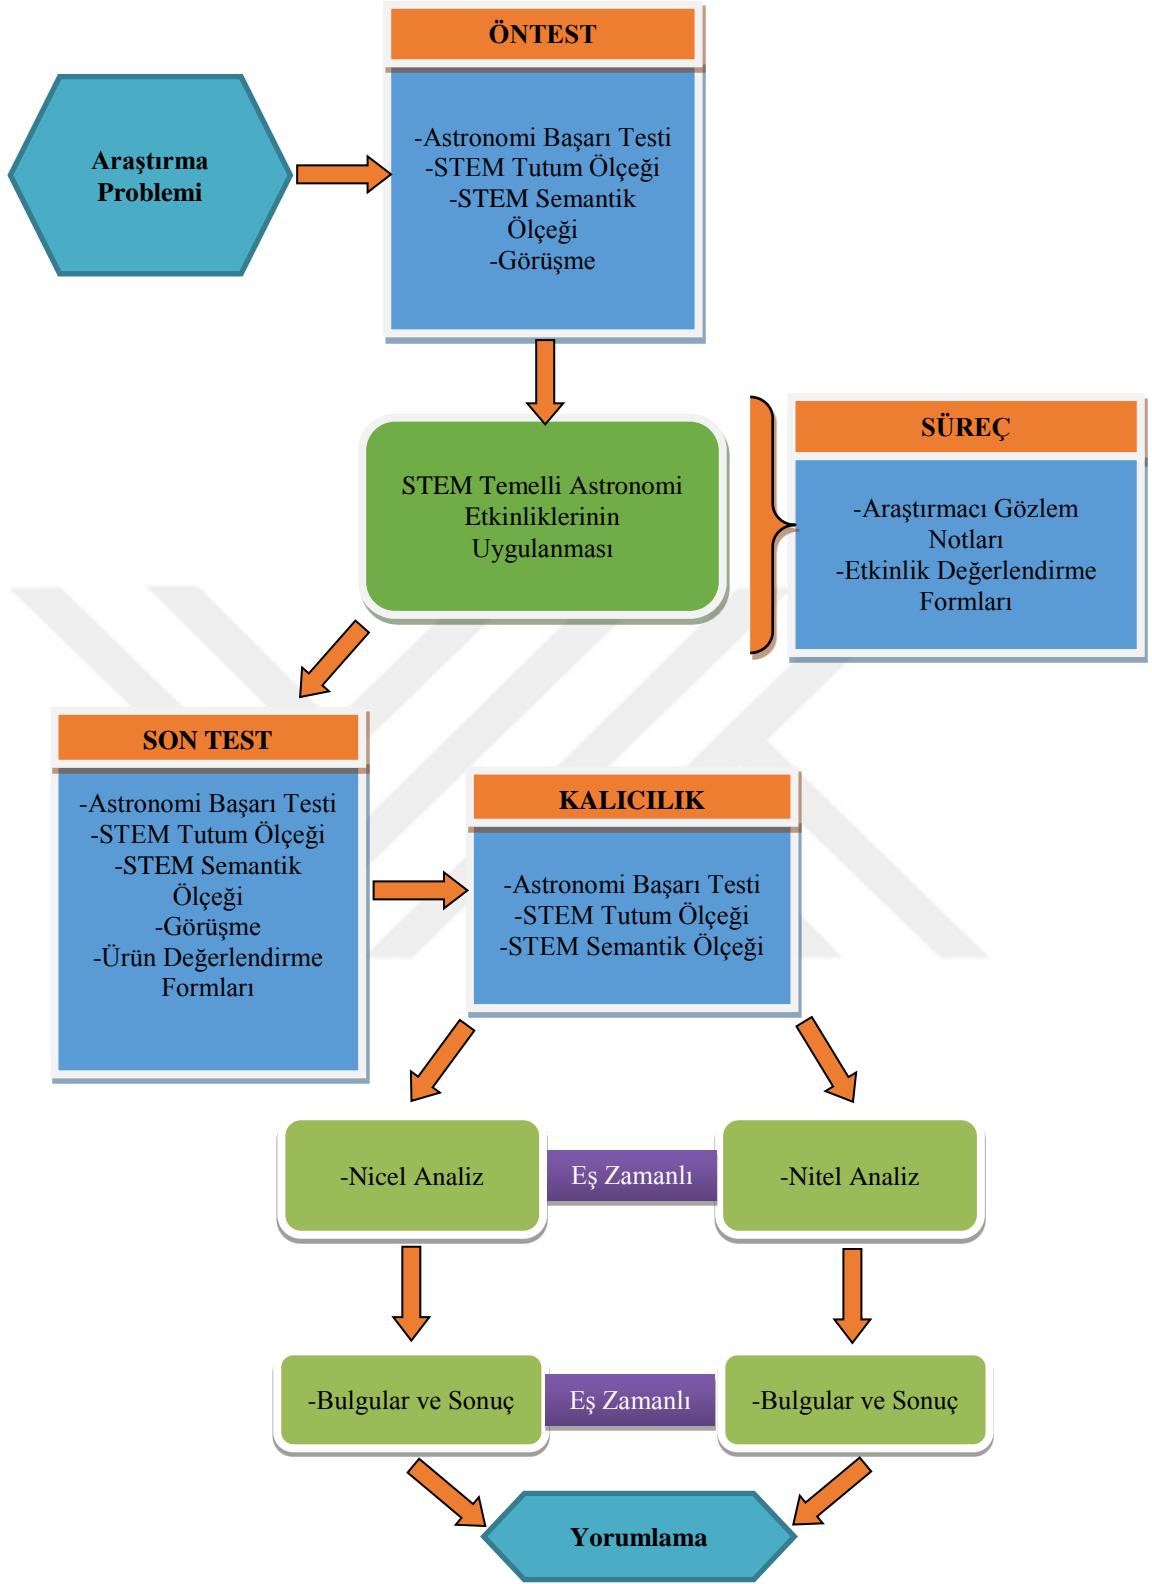 ÖNTEST
Araştırma
Problemi
-Astronomi Başarı Testi
-STEM Tutum Ölçeği
-STEM Semantik
Ölçeği
-Görüşme
STEM Temelli Astronomi
Etkinliklerinin
Uygulanması
SÜREÇ
-Araştırmacı Gözlem
Notları
-Etkinlik Değerlendirme
Formları
SON TEST
-Astronomi Başarı Testi
-STEM Tutum Ölçeği
-STEM Semantik
Ölçeği
-Görüşme
-Ürün Değerlendirme
Formları
KALICILIK
-Astronomi Başarı Testi
-STEM Tutum Ölçeği
-STEM Semantik Ölçeği
-Nicel Analiz
Eş Zamanlı
-Nitel Analiz
-Bulgular ve Sonuç
Eş Zamanlı
-Bulgular ve Sonuç
Yorumlama